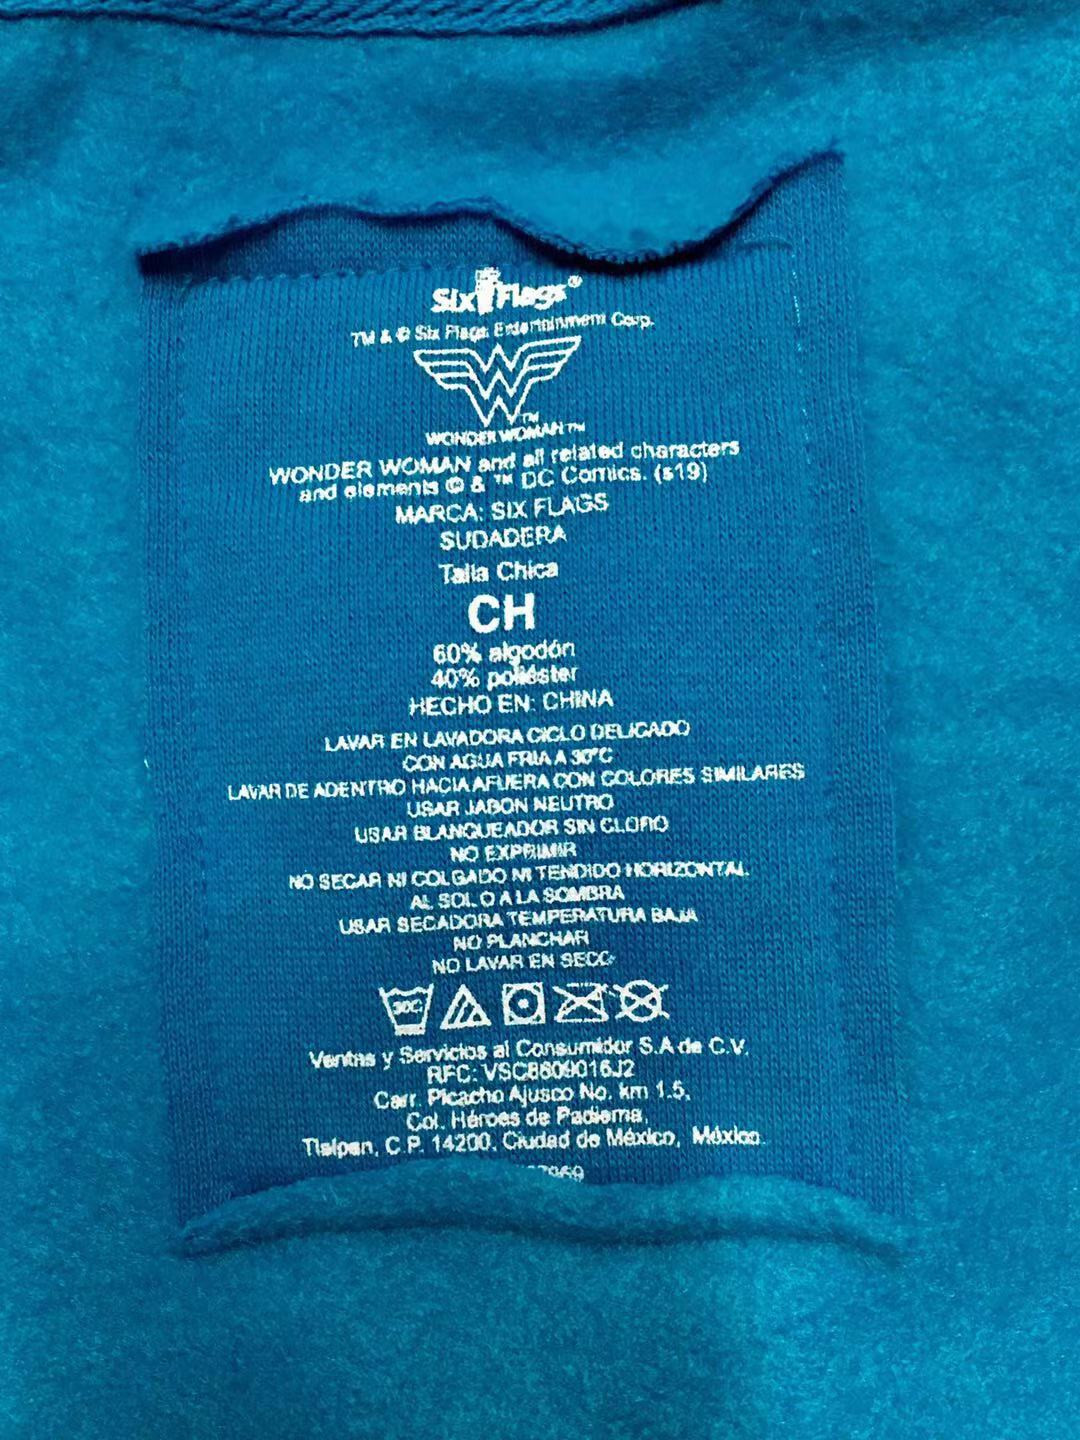 Six Flags®
TM & © Six Flags Entertainment Corp.
TM
WONDER WOMAN™
WONDER WOMAN and all related characters
and elements © & ™ DC Comics. (s19)
MARCA: SIX FLAGS
SUDADERA
Talla Chica
CH
60% algodón
40% poliéster
HECHO EN: CHINA
LAVAR EN LAVADORA CICLO DELICADO
CON AGUA FRIA A 30°C
LAVAR DE ADENTRO HACIA AFUERA CON COLORES SIMILARES
USAR JABON NEUTRO
USAR BLANQUEADOR SIN CLORO
NO EXPRIMIR
NO SECAR NI COLGADO NI TENDIDO HORIZONTAL
AL SOL O A LA SOMBRA
USAR SECADORA TEMPERATURA BAJA
NO PLANCHAR
NO LAVAR EN SECO
30C
Ventas y Servicios al Consumidor S.A de C.V.
RFC: VSC8609016J2
Carr. Picacho Ajusco No. km 1.5,
Col. Héroes de Padierna,
Tlalpan, C.P. 14200, Ciudad de México, México